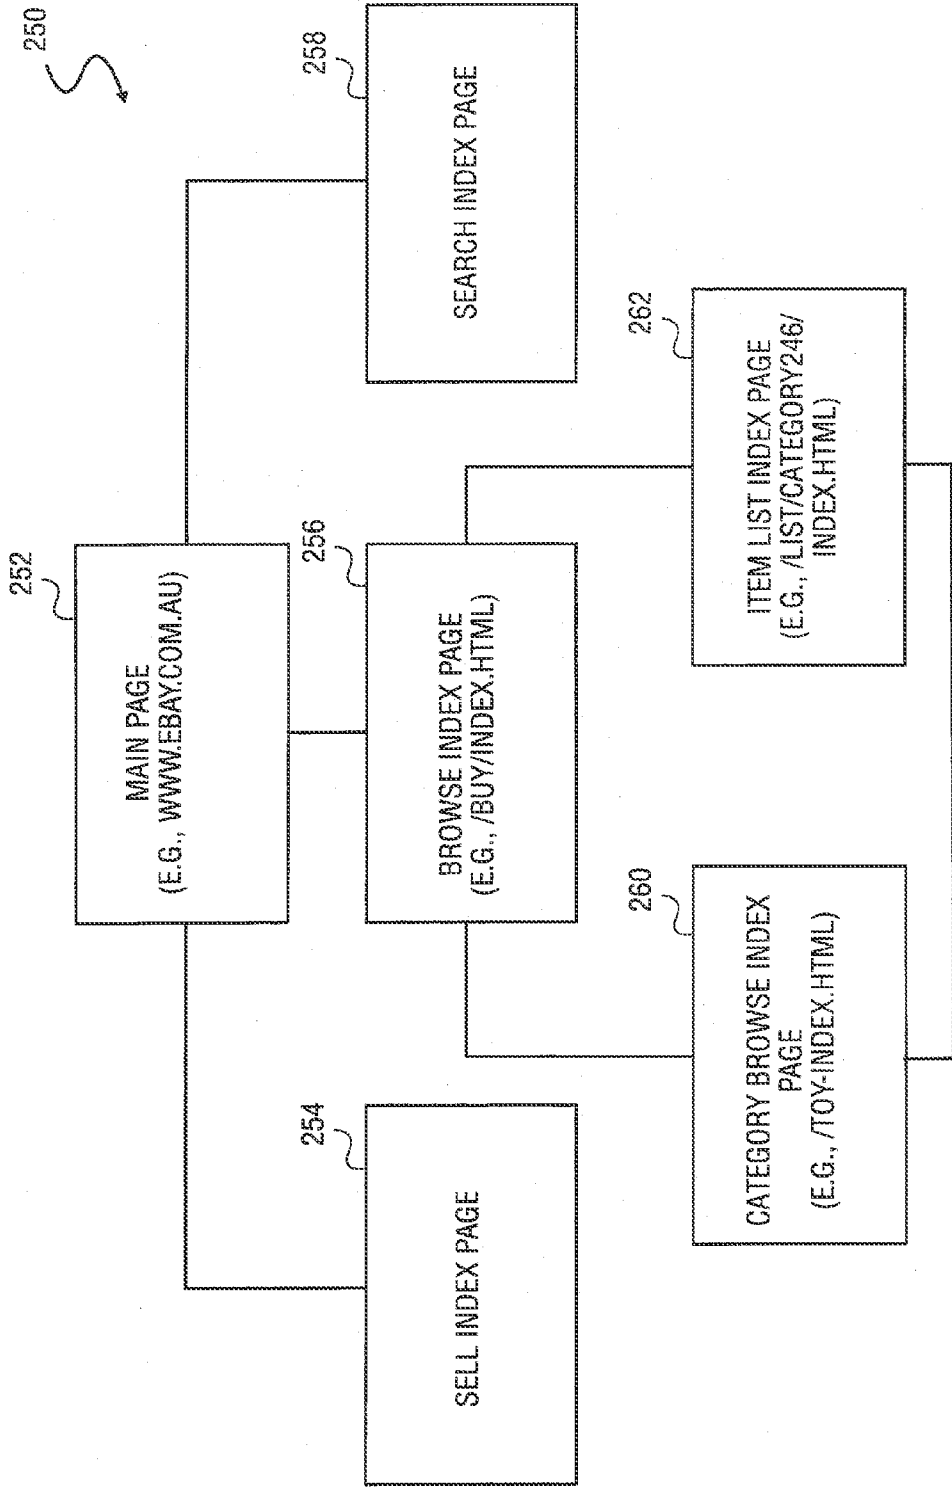 250
252
MAIN PAGE
(E.G., WWW.EBAY.COM.AU)
254
SELL INDEX PAGE
256
BROWSE INDEX PAGE
(E.G., /BUY/INDEX.HTML)
258
SEARCH INDEX PAGE
260
CATEGORY BROWSE INDEX
PAGE
(E.G., /TOY-INDEX.HTML)
262
ITEM LIST INDEX PAGE
(E.G., /LIST/CATEGORY246/
INDEX.HTML)